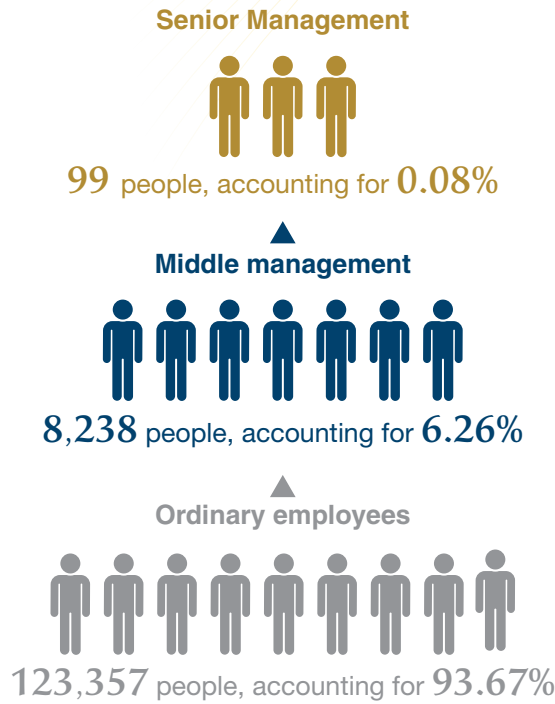 Senior Management
99 people, accounting for 0.08%
Middle management
8,238 people, accounting for 6.26%
Ordinary employees
123,357 people, accounting for 93.67%